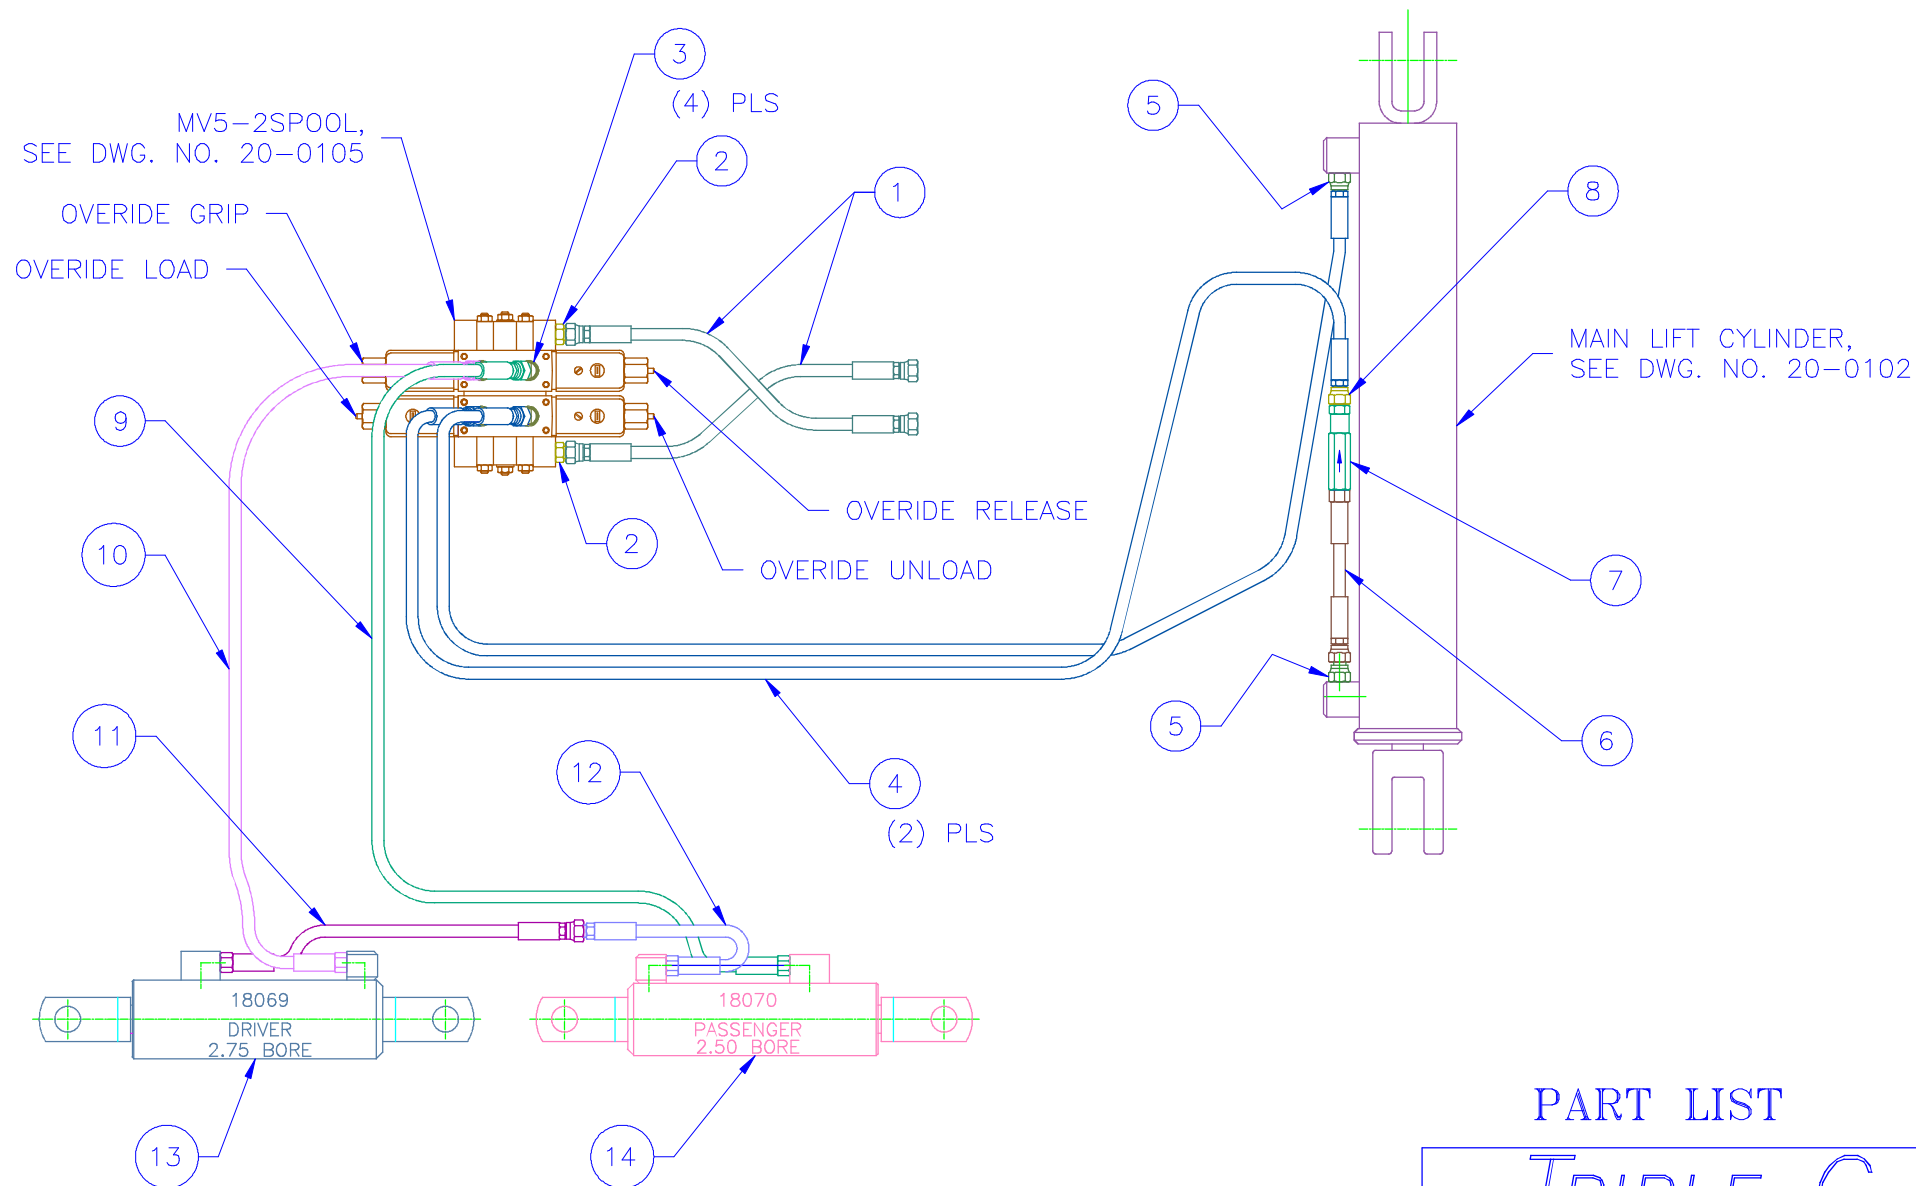 3
(4) PLS
MV5-2SPOOL,
SEE DWG. NO. 20-0105
2
5
1
8
OVERIDE GRIP
OVERIDE LOAD
MAIN LIFT CYLINDER,
SEE DWG. NO. 20-0102
9
OVERIDE RELEASE
10
2
OVERIDE UNLOAD
7
11
5
6
12
4
(2) PLS
18069
DRIVER
2.75 BORE
18070
PASSENGER
2.50 BORE
13
14
PART LIST
TRIPLE C